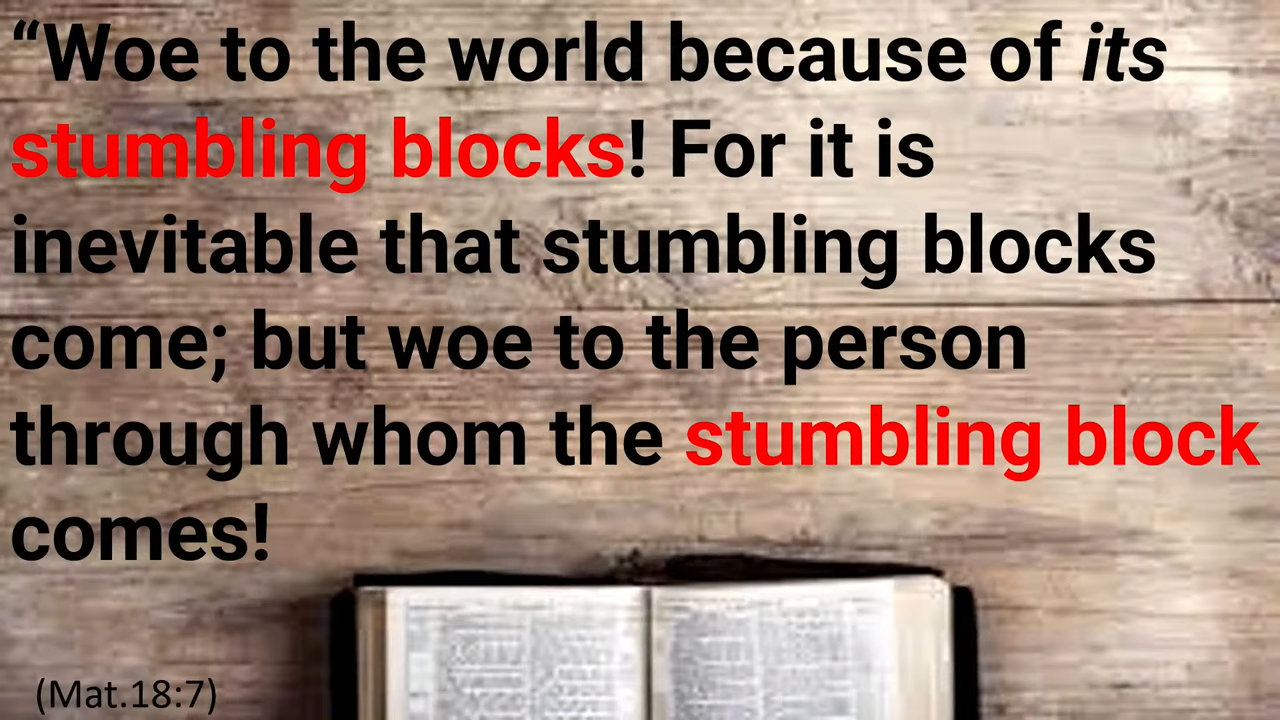 “Woe to the world because of its
stumbling blocks! For it is
inevitable that stumbling blocks
come; but woe to the person
through whom the stumbling block
comes!
(Mat.18:7)